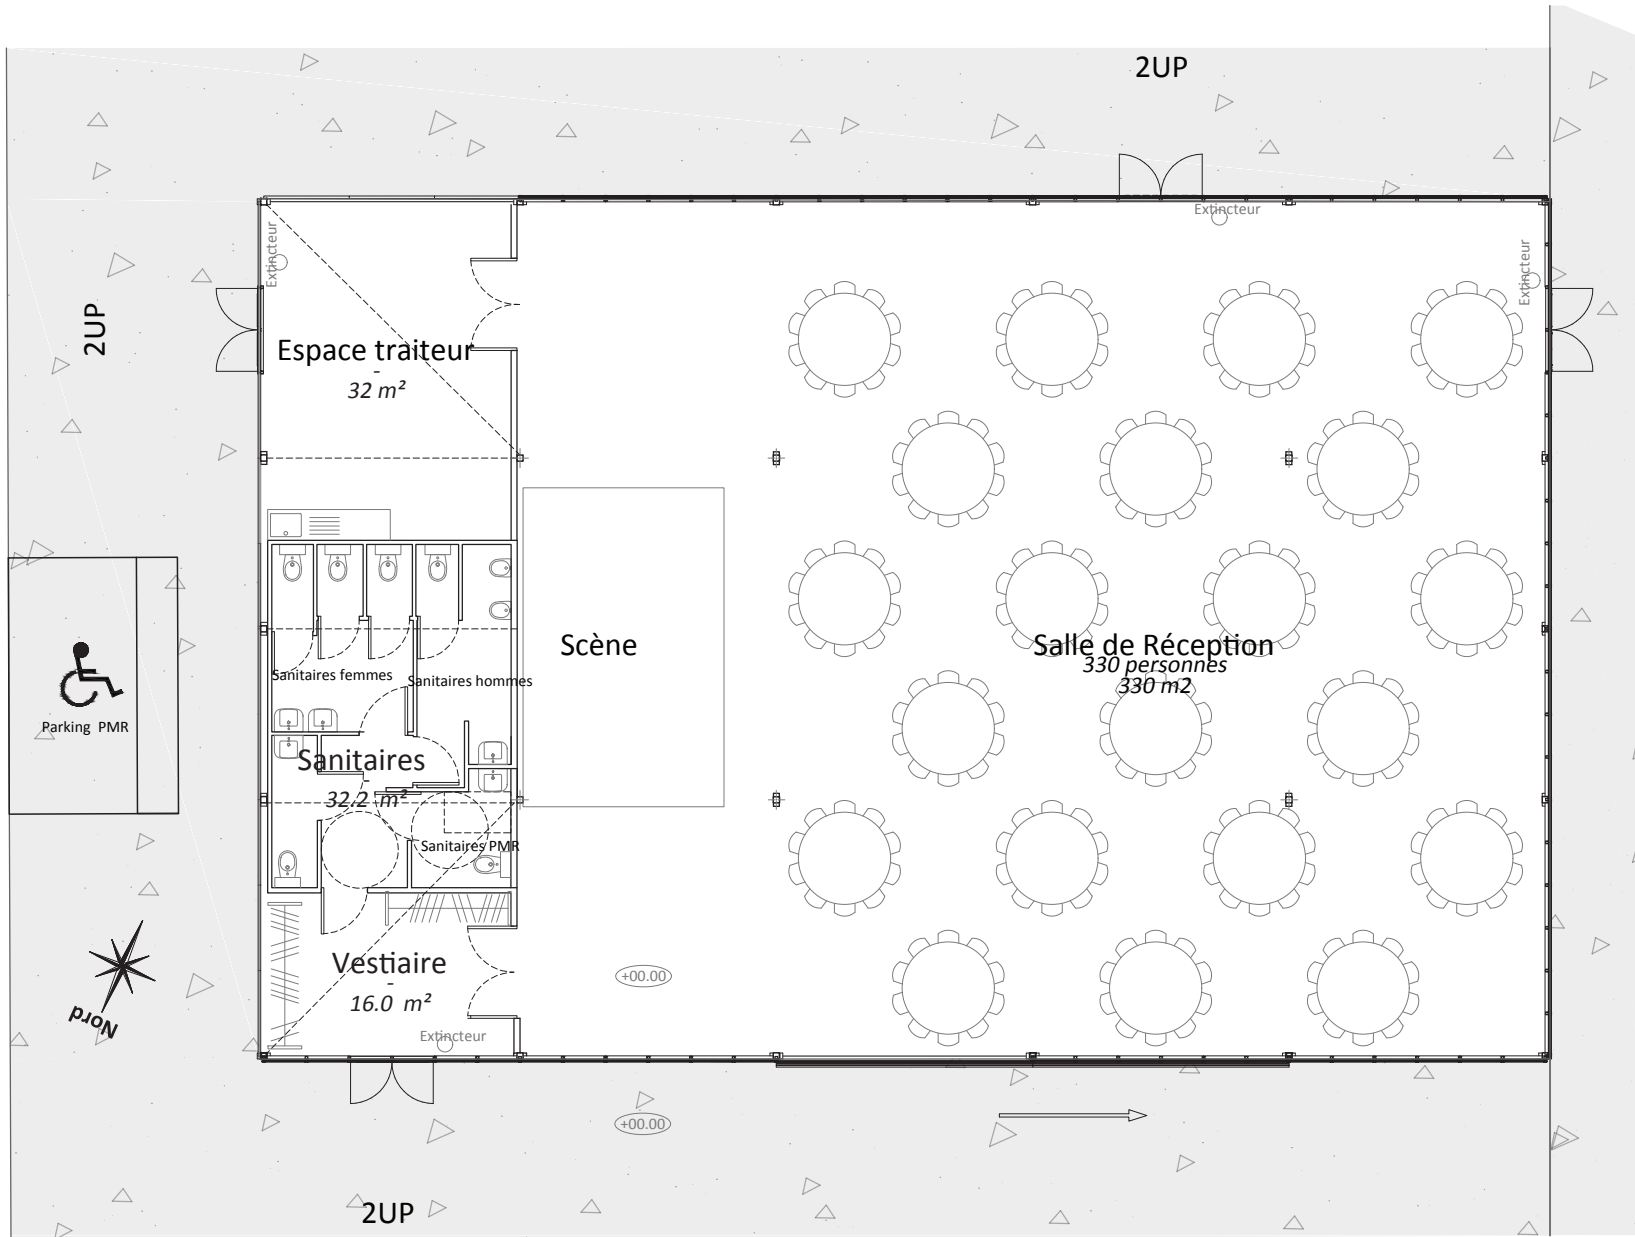 2UP
Extincteur
Extincteur
Extincteur
2UP
Espace traiteur
-
32 m²
Scène
Salle de Réception
330 personnes
330 m2
Sanitaires femmes
Sanitaires hommes
Parking PMR
Sanitaires
-
32.2 m²
Sanitaires PMR
Vestiaire
-
16.0 m²
+00.00
Nord
Extincteur
+00.00
2UP